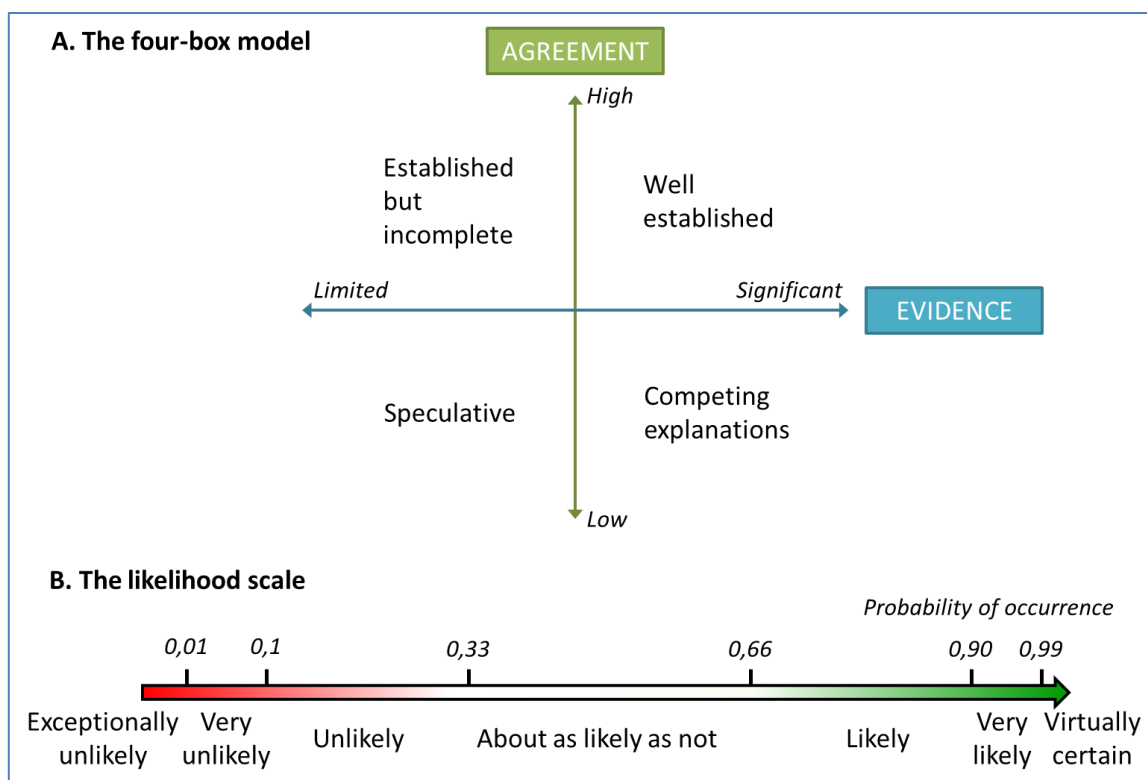 A. The four-box model
AGREEMENT
High
Established
but
incomplete
Well
established
Limited
Significant
EVIDENCE
Speculative
Competing
explanations
Low
B. The likelihood scale
Probability of occurrence
0,01
0,1
0,33
0,66
0,90
0,99
Exceptionally
unlikely
Very
unlikely
Unlikely
About as likely as not
Likely
Very
likely
Virtually
certain